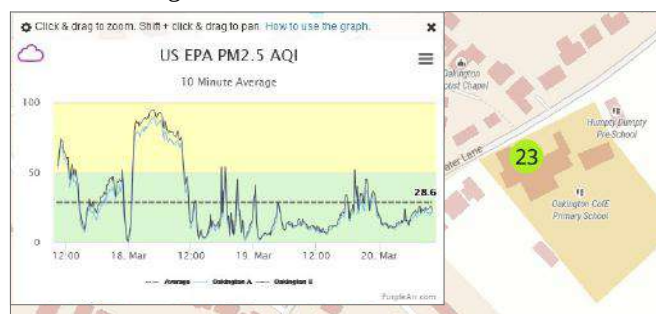 Click & drag to zoom. Shift + click & drag to pan. How to use the graph.
US EPA PM2.5 AQI
10 Minute Average
100
50
0
28.6
12:00 18. Mar 12:00 19. Mar 12:00 20. Mar
Average Oakington A Oakington B
PurpleAir.com
Oakington
Chapel
ater Lane
Humpty Dumpty
Pre-School
23
Oakington CofE
Primary School